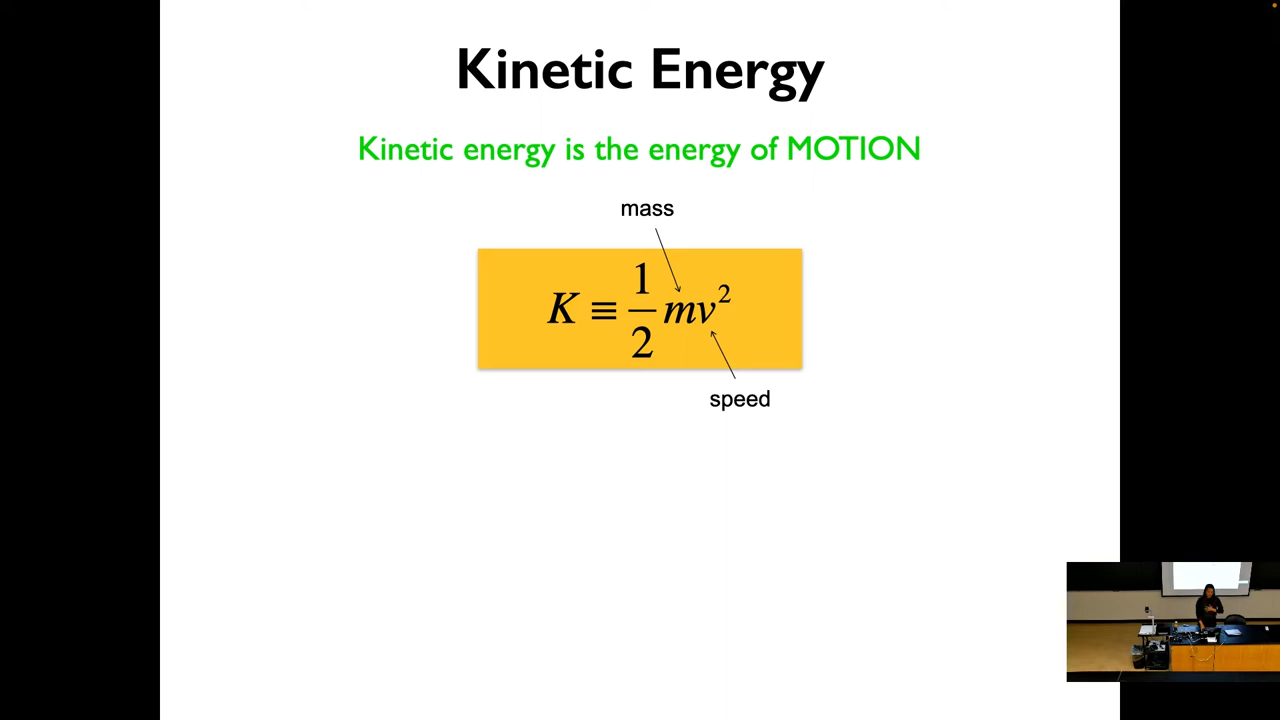 Kinetic Energy
Kinetic energy is the energy of MOTION
mass
K ≡ 1/2 mv²
speed